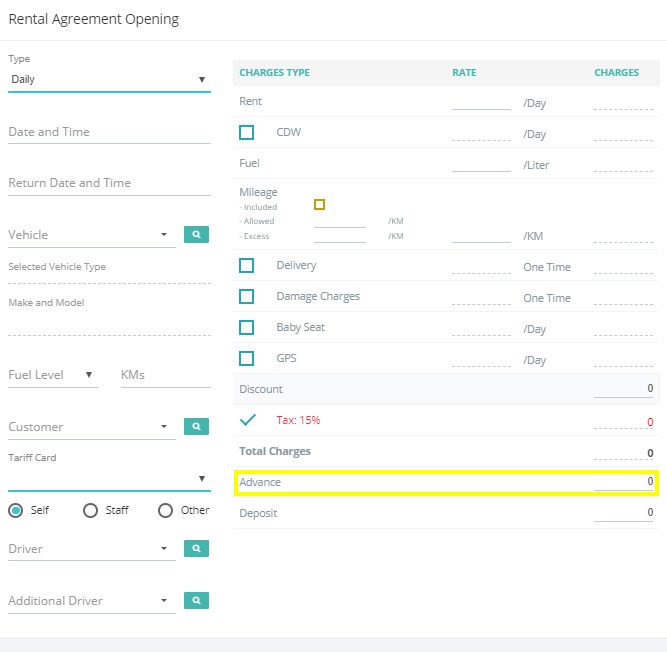 Rental Agreement Opening
Type
Daily
Date and Time
Return Date and Time
Vehicle
Selected Vehicle Type
Make and Model
Fuel Level KMs
Customer
Tariff Card
Self Staff Other
Driver
Additional Driver
CHARGES TYPE RATE CHARGES
Rent /Day
CDW /Day
Fuel /Liter
Mileage
- Included
- Allowed /KM
- Excess /KM /KM
Delivery One Time
Damage Charges One Time
Baby Seat /Day
GPS /Day
Discount 0
Tax: 15% 0
Total Charges 0
Advance 0
Deposit 0